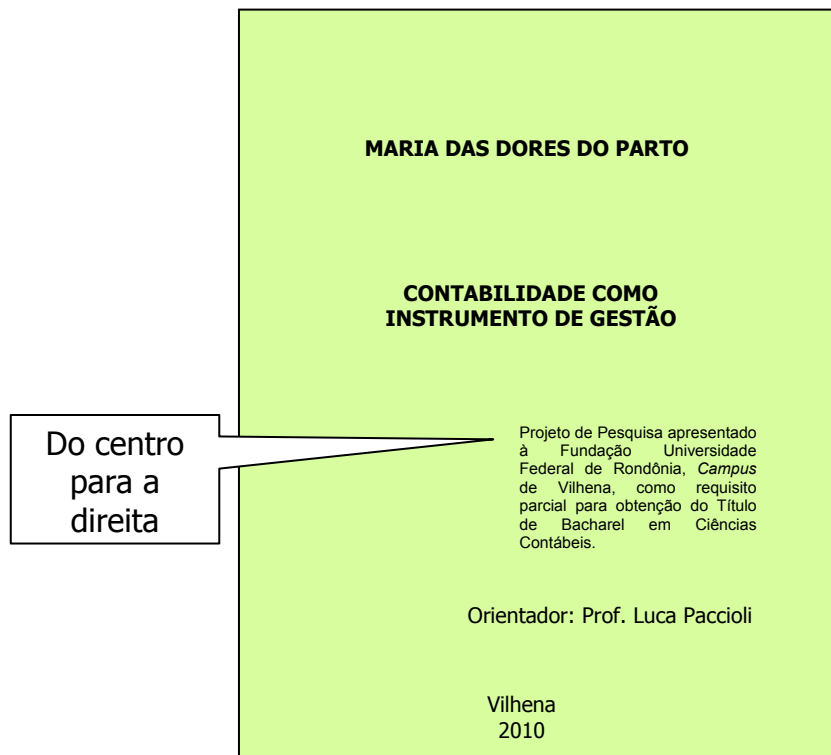 MARIA DAS DORES DO PARTO
CONTABILIDADE COMO
INSTRUMENTO DE GESTÃO
Do centro
para a
direita
Projeto de Pesquisa apresentado
à Fundação Universidade
Federal de Rondônia, Campus
de Vilhena, como requisito
parcial para obtenção do Título
de Bacharel em Ciências
Contábeis.
Orientador: Prof. Luca Paccioli
Vilhena
2010